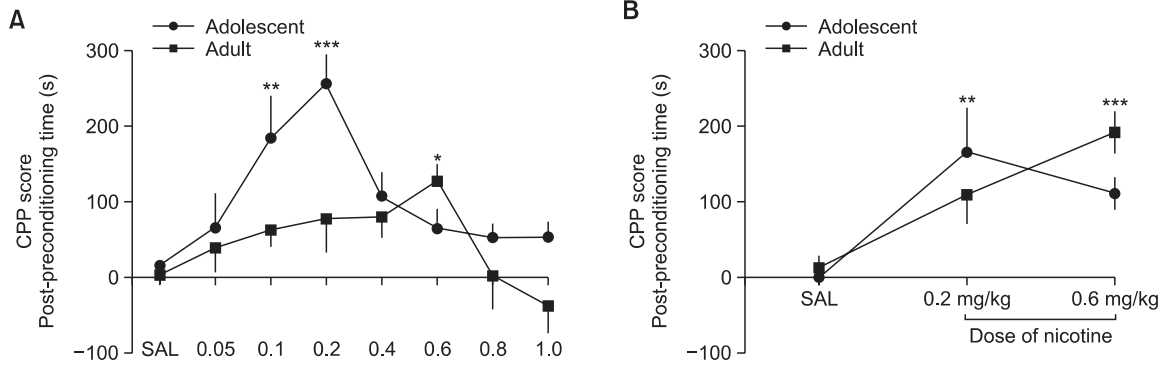 A
Adolescent
Adult
CPP score
Post-preconditioning time (s)
300
200
100
0
−100
**
***
*
SAL 0.05 0.1 0.2 0.4 0.6 0.8 1.0
B
Adolescent
Adult
CPP score
Post-preconditioning time (s)
300
200
100
0
−100
**
***
SAL 0.2 mg/kg 0.6 mg/kg
Dose of nicotine